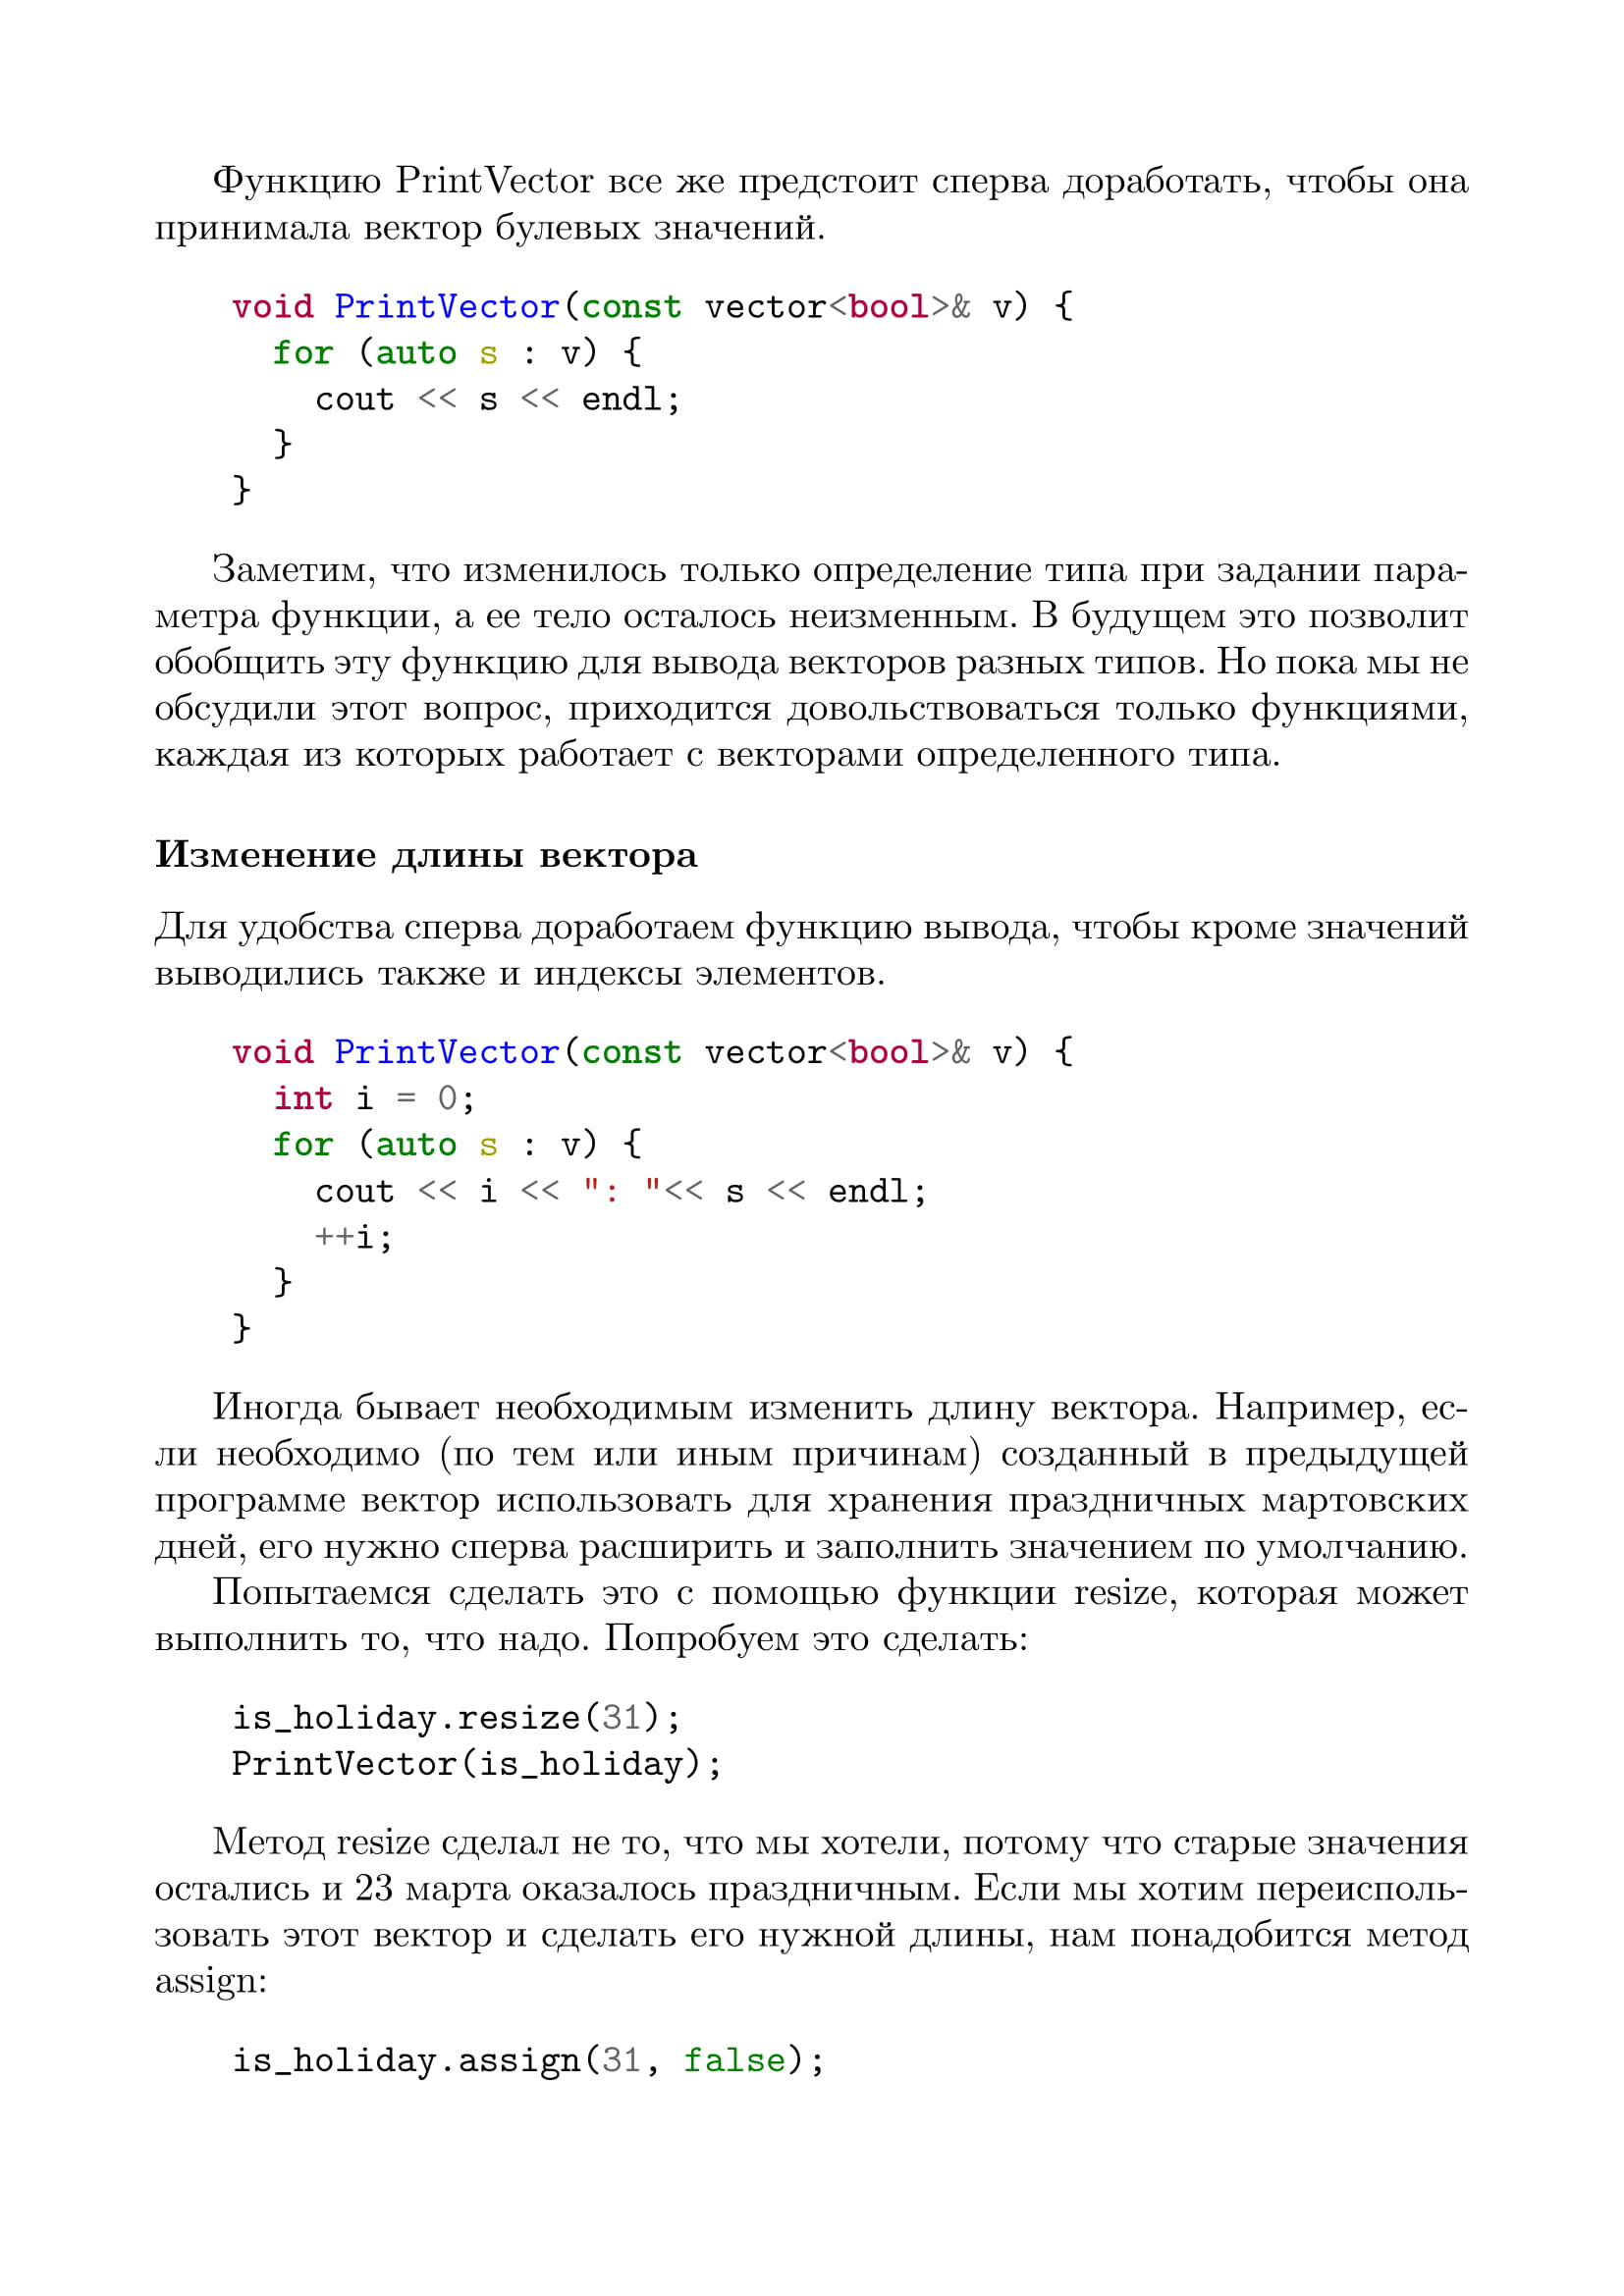 Функцию PrintVector все же предстоит сперва доработать, чтобы она
принимала вектор булевых значений.
void PrintVector(const vector<bool>& v) {
  for (auto s : v) {
    cout << s << endl;
  }
}
Заметим, что изменилось только определение типа при задании пара-
метра функции, а ее тело осталось неизменным. В будущем это позволит
обобщить эту функцию для вывода векторов разных типов. Но пока мы не
обсудили этот вопрос, приходится довольствоваться только функциями,
каждая из которых работает с векторами определенного типа.
Изменение длины вектора
Для удобства сперва доработаем функцию вывода, чтобы кроме значений
выводились также и индексы элементов.
void PrintVector(const vector<bool>& v) {
  int i = 0;
  for (auto s : v) {
    cout << i << ": "<< s << endl;
    ++i;
  }
}
Иногда бывает необходимым изменить длину вектора. Например, ес-
ли необходимо (по тем или иным причинам) созданный в предыдущей
программе вектор использовать для хранения праздничных мартовских
дней, его нужно сперва расширить и заполнить значением по умолчанию.
Попытаемся сделать это с помощью функции resize, которая может
выполнить то, что надо. Попробуем это сделать:
is_holiday.resize(31);
PrintVector(is_holiday);
Метод resize сделал не то, что мы хотели, потому что старые значения
остались и 23 марта оказалось праздничным. Если мы хотим переисполь-
зовать этот вектор и сделать его нужной длины, нам понадобится метод
assign:
is_holiday.assign(31, false);